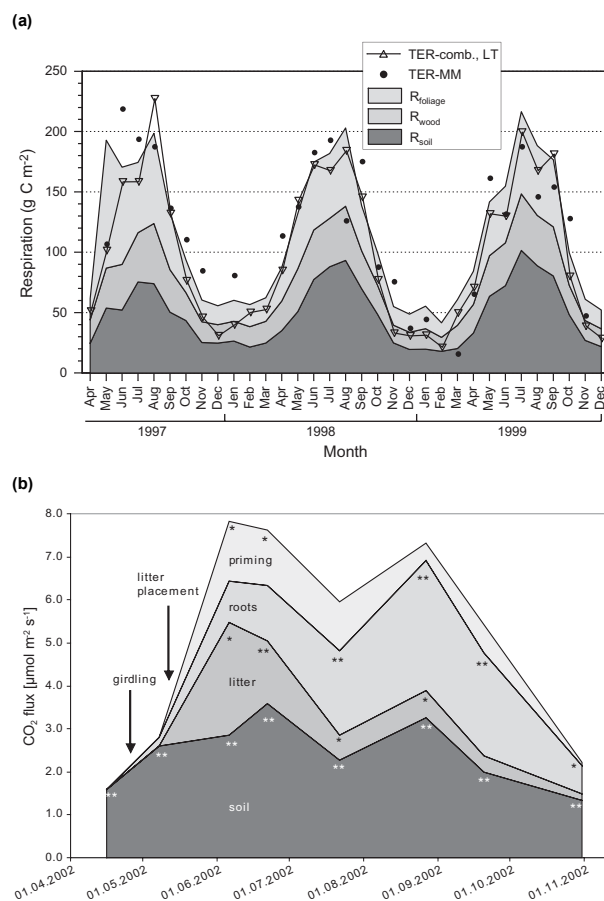 (a)
TER-comb., LT
TER-MM
Rfoliage
Rwood
Rsoil
Respiration (g C m-2)
250
200
150
100
50
0
Apr May Jun Jul Aug Sep Oct Nov Dec Jan Feb Mar Apr May Jun Jul Aug Sep Oct Nov Dec Jan Feb Mar Apr May Jun Jul Aug Sep Oct Nov Dec
1997 1998 1999
Month
(b)
CO2 flux [µmol m-2 s-1]
8.0
7.0
6.0
5.0
4.0
3.0
2.0
1.0
0.0
* *
priming
litter
placement
roots
**
girdling
* **
**
**
litter
* *
** ** ** ** ** ** **
*
soil
01.04.2002 01.05.2002 01.06.2002 01.07.2002 01.08.2002 01.09.2002 01.10.2002 01.11.2002